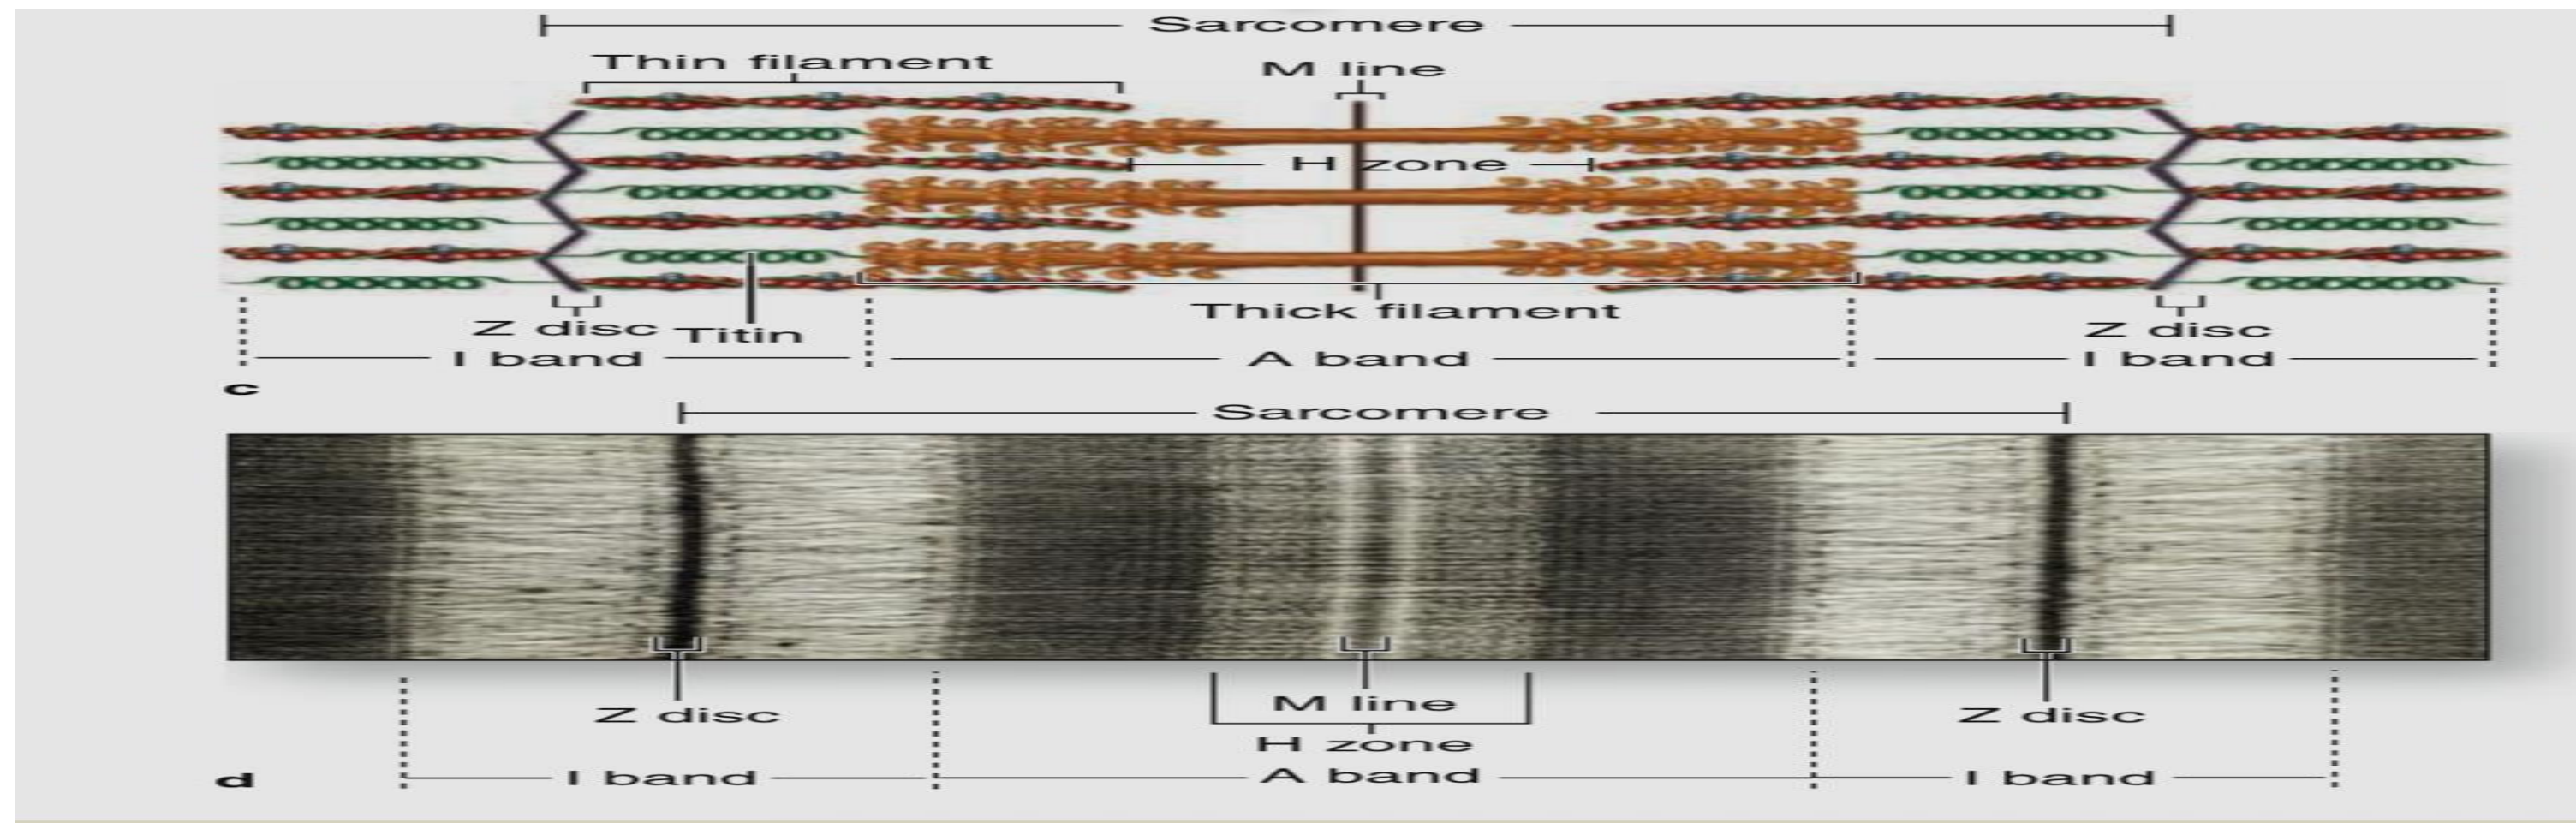 Sarcomere
Thin filament
M line
H zone
Thick filament
Z disc
Titin
Z disc
I band
A band
I band
c
Sarcomere
M line
Z disc
Z disc
H zone
I band
A band
I band
d